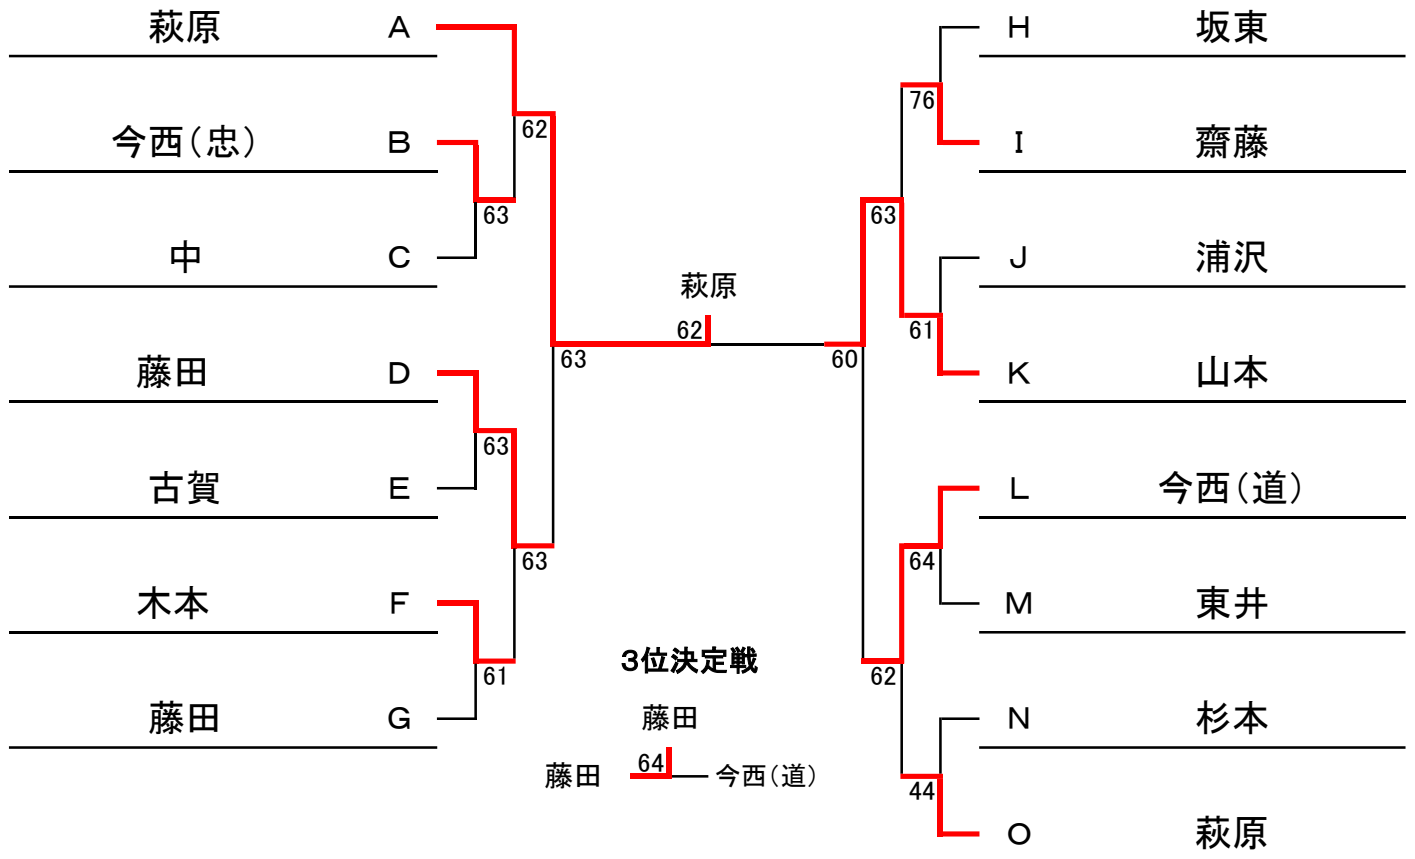 萩原 A
62
今西(忠) B
63
中 C
藤田 D
63
古賀 E
63
木本 F
61
藤田 G
63
萩原
62
60
H 坂東
76
I 齋藤
63
J 浦沢
61
K 山本
L 今西(道)
64
M 東井
62
N 杉本
44
O 萩原
3位決定戦
藤田
藤田 64 今西(道)